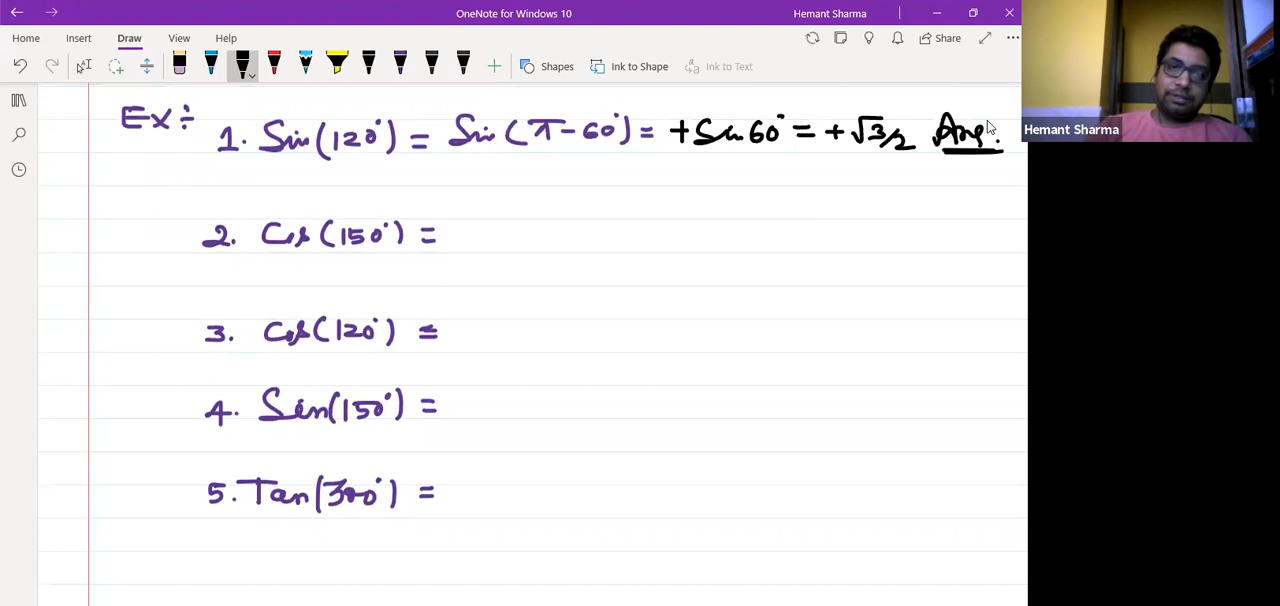 OneNote for Windows 10
Hemant Sharma
Home Insert Draw View Help
Share
Shapes Ink to Shape Ink to Text
Ex÷
1. Sin(120°) = Sin(π-60°) = +Sin60° = +√3/2 Ans.
Hemant Sharma
2. Cos(150°) =
3. Cos(120°) =
4. Sin(150°) =
5. Tan(300°) =